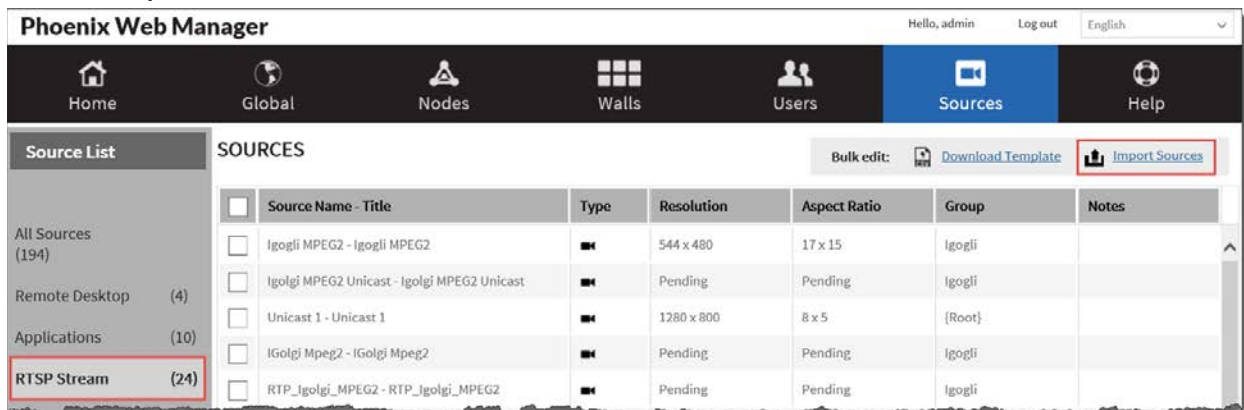 Phoenix Web Manager
Hello, admin Log out English
Home Global Nodes Walls Users Sources Help
Source List
SOURCES
Bulk edit: Download Template Import Sources
Source Name - Title Type Resolution Aspect Ratio Group Notes
All Sources
(194)
Remote Desktop (4)
Applications (10)
RTSP Stream (24)
Igogli MPEG2 - Igogli MPEG2 544 x 480 17 x 15 Igogli
Igolgi MPEG2 Unicast - Igolgi MPEG2 Unicast Pending Pending Igogli
Unicast 1 - Unicast 1 1280 x 800 8 x 5 {Root}
IGolgi Mpeg2 - IGolgi Mpeg2 Pending Pending Igogli
RTP_Igolgi_MPEG2 - RTP_Igolgi_MPEG2 Pending Pending Igogli